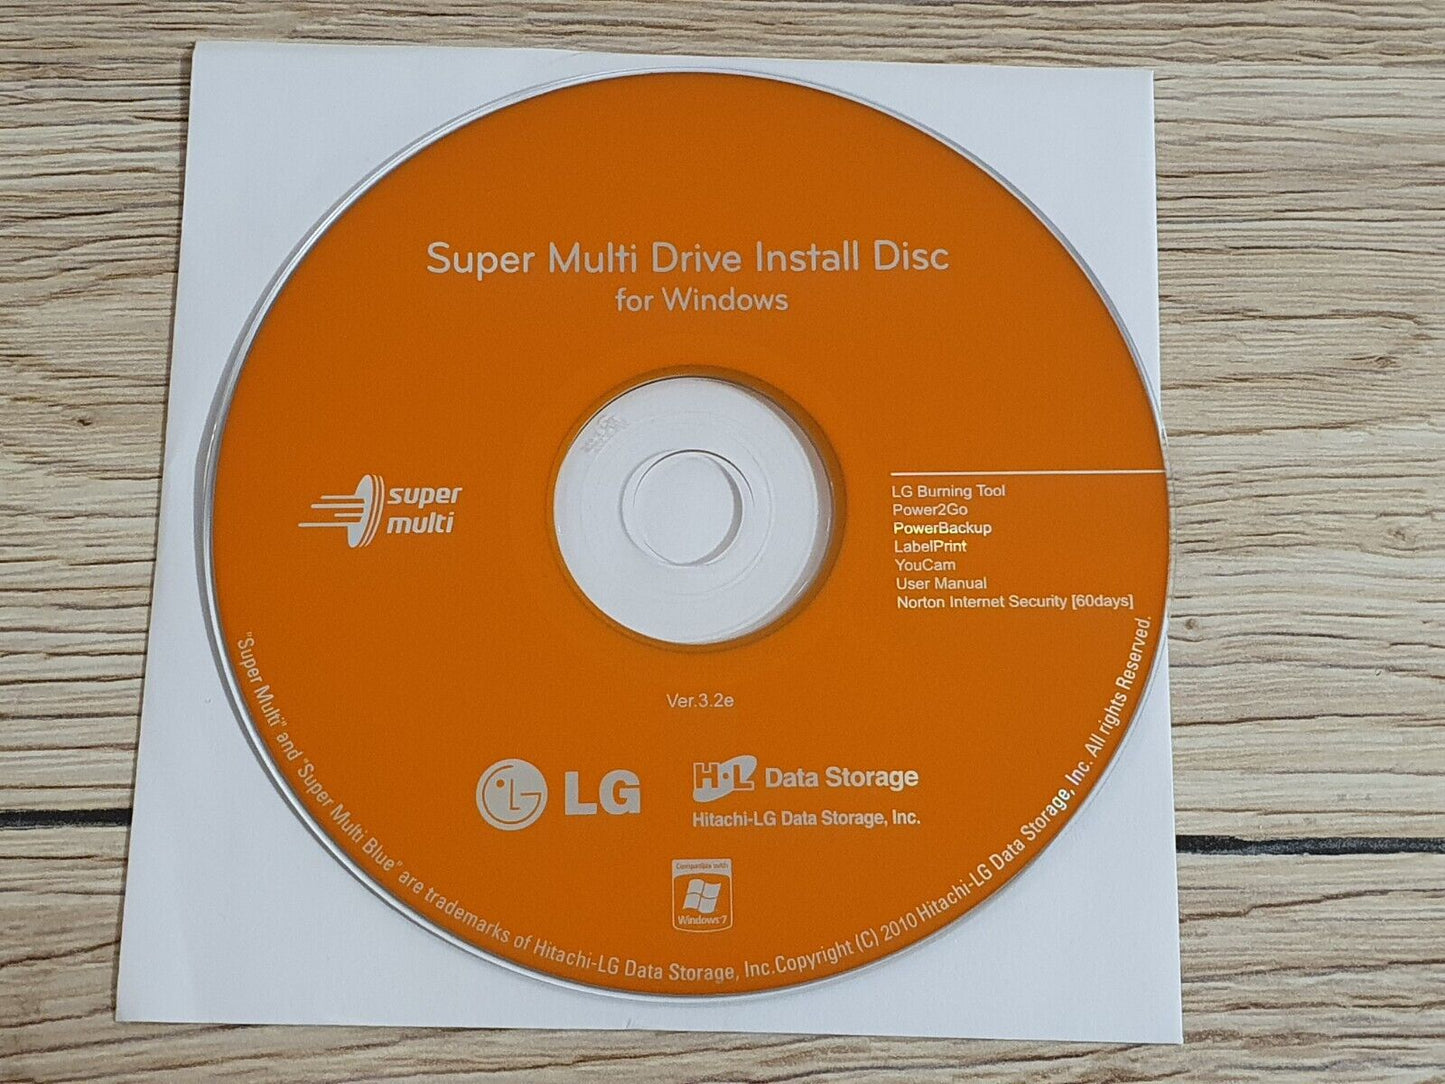 Super Multi Drive Install Disc
for Windows
super
multi
LG Burning Tool
Power2Go
PowerBackup
LabelPrint
YouCam
User Manual
Norton Internet Security [60days]
Ver.3.2e
LG
H·L Data Storage
Hitachi-LG Data Storage, Inc.
Compatible with
Windows 7
"Super Multi" and "Super Multi Blue" are trademarks of Hitachi-LG Data Storage, Inc.Copyright (C) 2010 Hitachi-LG Data Storage, Inc. All rights Reserved.